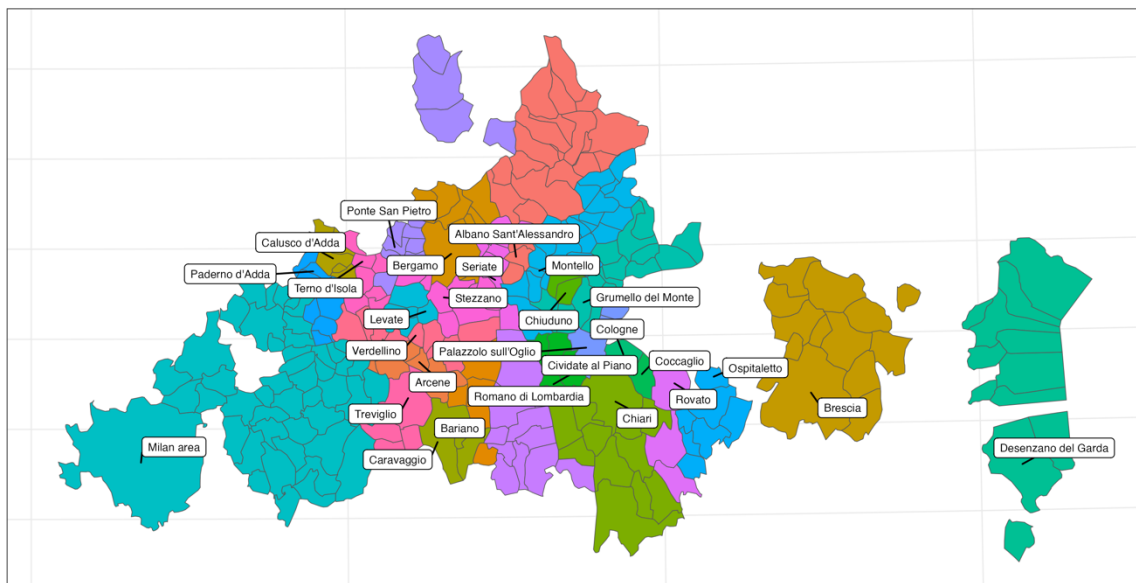 Ponte San Pietro
Albano Sant'Alessandro
Calusco d'Adda
Bergamo
Seriate
Montello
Paderno d'Adda
Terno d'Isola
Stezzano
Grumello del Monte
Levate
Chiuduno
Cologne
Verdellino
Palazzolo sull'Oglio
Cividate al Piano
Coccaglio
Ospitaletto
Arcene
Romano di Lombardia
Rovato
Treviglio
Chiari
Brescia
Bariano
Milan area
Caravaggio
Desenzano del Garda